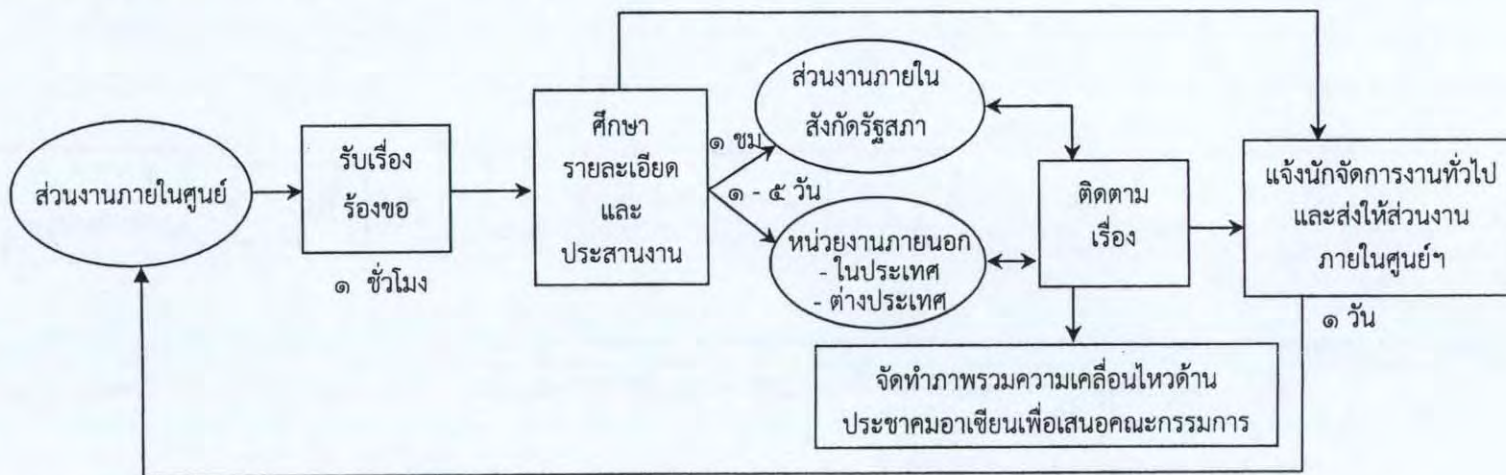 ส่วนงานภายในศูนย์
รับเรื่อง
ร้องขอ
๑ ชั่วโมง
ศึกษา
รายละเอียด
และ
ประสานงาน
๑ ชม
๑ - ๕ วัน
ส่วนงานภายใน
สังกัดรัฐสภา
หน่วยงานภายนอก
- ในประเทศ
- ต่างประเทศ
ติดตาม
เรื่อง
จัดทำภาพรวมความเคลื่อนไหวด้าน
ประชาคมอาเซียนเพื่อเสนอคณะกรรมการ
แจ้งนักจัดการงานทั่วไป
และส่งให้ส่วนงาน
ภายในศูนย์ฯ
๑ วัน